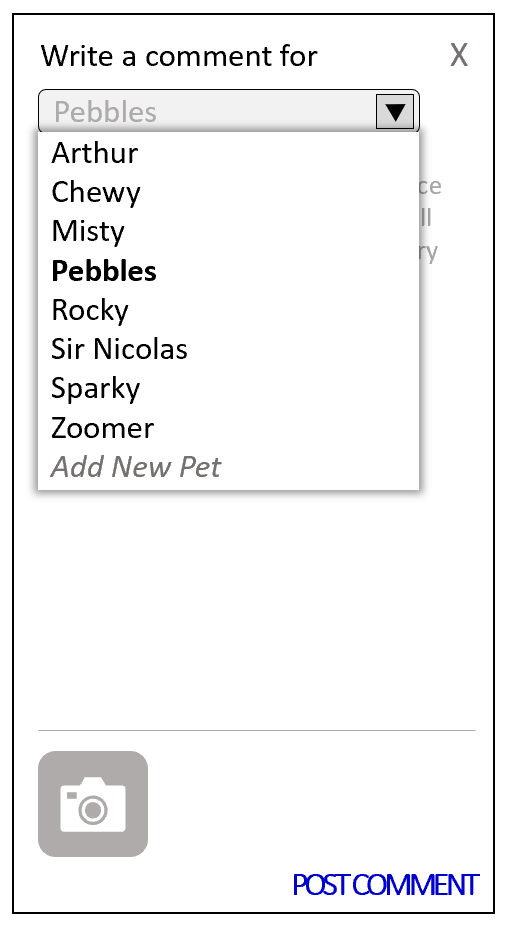 Write a comment for
X
Pebbles
▼
Arthur
Chewy
Misty
Pebbles
Rocky
Sir Nicolas
Sparky
Zoomer
Add New Pet
POST COMMENT